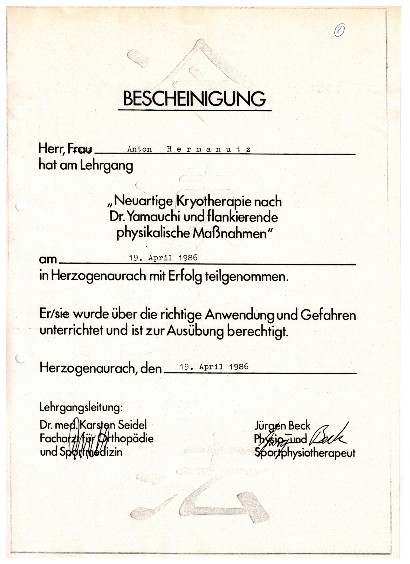 BESCHEINIGUNG
Herr, Frau Anton Hermanutz
hat am Lehrgang
„Neuartige Kryotherapie nach
Dr. Yamauchi und flankierende
physikalische Maßnahmen“
am 19. April 1986
in Herzogenaurach mit Erfolg teilgenommen.
Er/sie wurde über die richtige Anwendung und Gefahren
unterrichtet und ist zur Ausübung berechtigt.
Herzogenaurach, den 19. April 1986
Lehrgangsleitung:
Dr. med. Karsten Seidel
Facharzt für Orthopädie
und Sportmedizin
Jürgen Beck
Physio- und
Sportphysiotherapeut